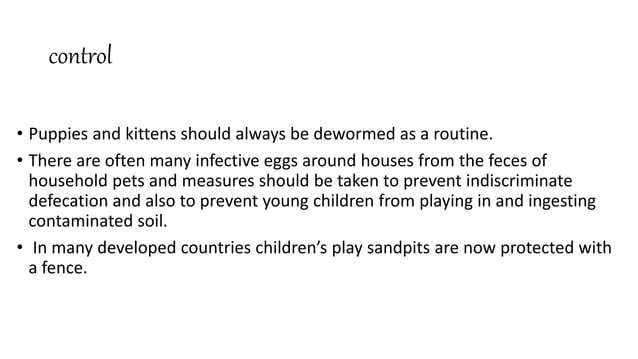 control
• Puppies and kittens should always be dewormed as a routine.
• There are often many infective eggs around houses from the feces of
household pets and measures should be taken to prevent indiscriminate
defecation and also to prevent young children from playing in and ingesting
contaminated soil.
• In many developed countries children’s play sandpits are now protected with
a fence.